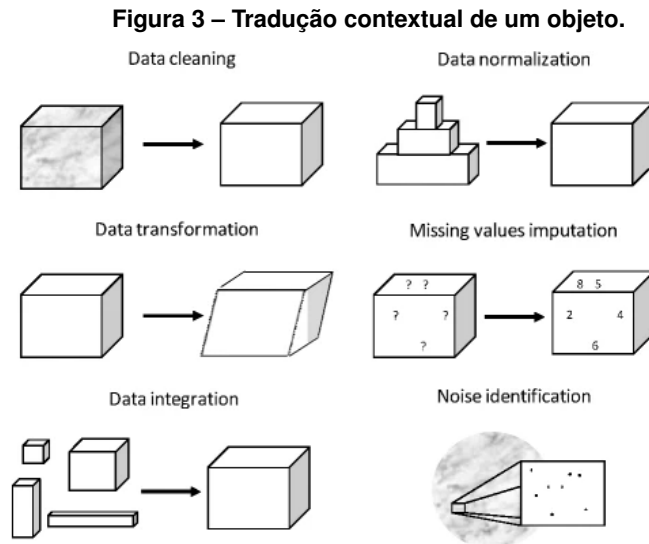 Figura 3 – Tradução contextual de um objeto.
Data cleaning
Data normalization
Data transformation
Missing values imputation
? ?
? ?
?
8 5
2 4
6
Data integration
Noise identification